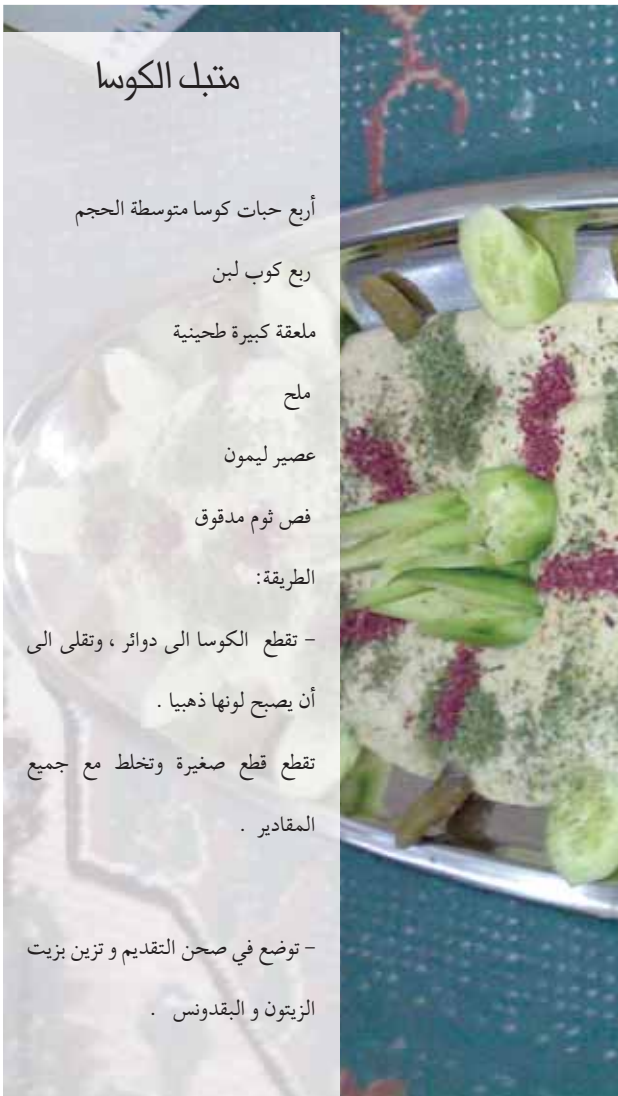 متبل الكوسا
أربع حبات كوسا متوسطة الحجم
ربع كوب لبن
ملعقة كبيرة طحينية
ملح
عصير ليمون
فص ثوم مدقوق
الطريقة:
- تقطع الكوسا الى دوائر ، وتقلى الى
أن يصبح لونها ذهبيا .
تقطع قطع صغيرة وتخلط مع جميع
المقادير .
- توضع في صحن التقديم و تزين بزيت
الزيتون و البقدونس .